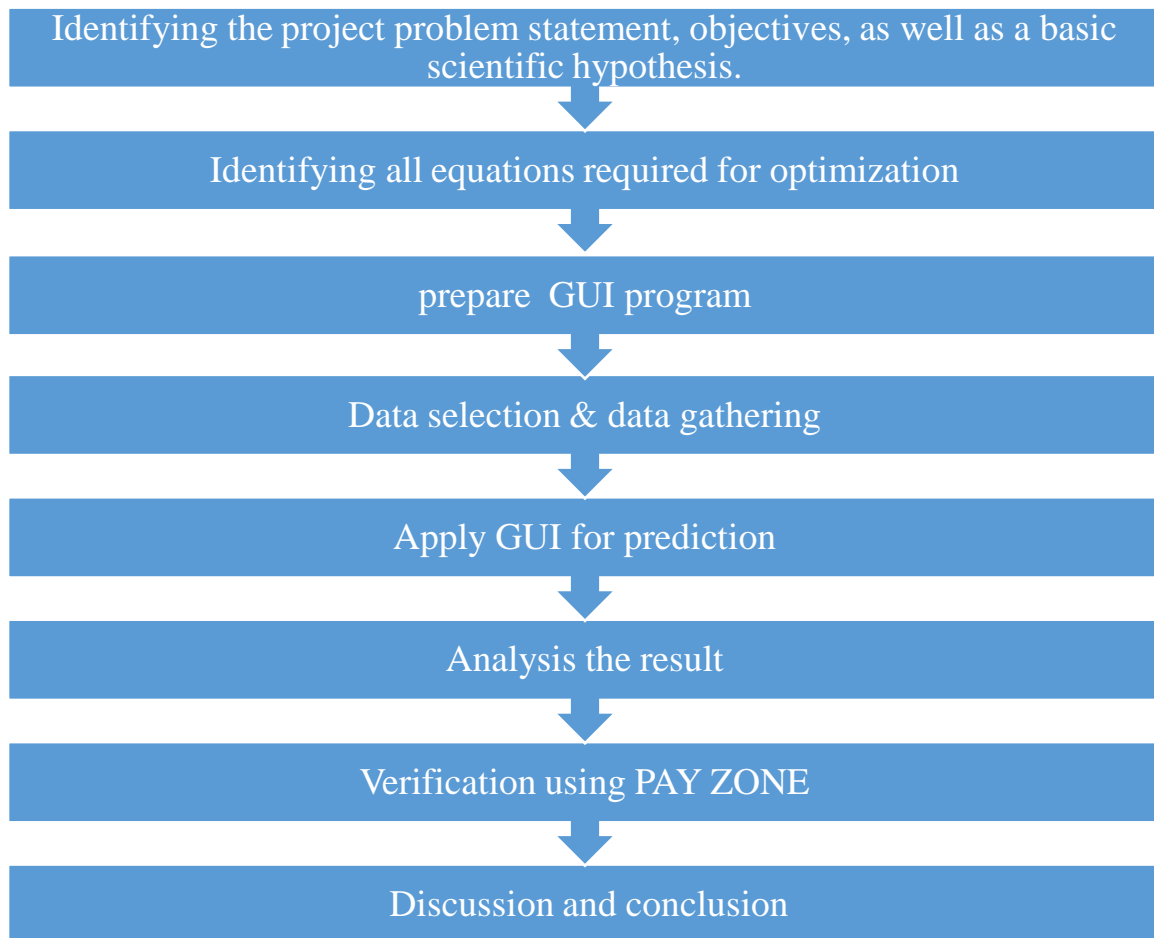 Identifying the project problem statement, objectives, as well as a basic
scientific hypothesis.
Identifying all equations required for optimization
prepare  GUI program
Data selection & data gathering
Apply GUI for prediction
Analysis the result
Verification using PAY ZONE
Discussion and conclusion